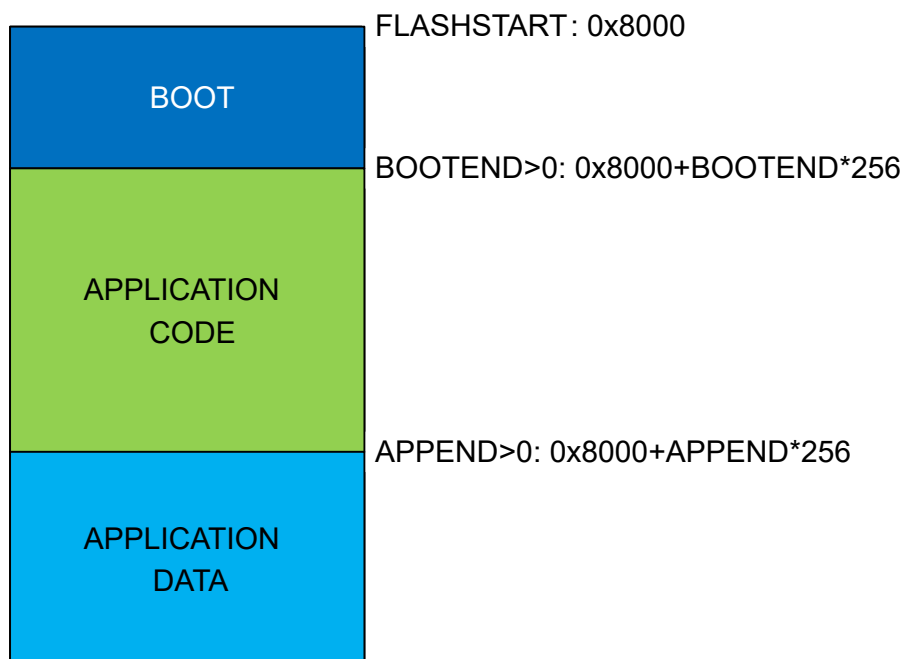 FLASHSTART: 0x8000
BOOT
BOOTEND>0: 0x8000+BOOTEND*256
APPLICATION
CODE
APPEND>0: 0x8000+APPEND*256
APPLICATION
DATA